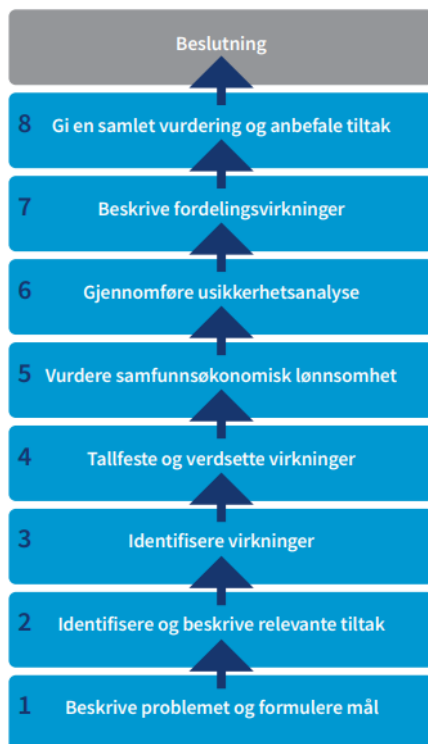 Beslutning
8 Gi en samlet vurdering og anbefale tiltak
7 Beskrive fordelingsvirkninger
6 Gjennomføre usikkerhetsanalyse
5 Vurdere samfunnsøkonomisk lønnsomhet
4 Tallfeste og verdsette virkninger
3 Identifisere virkninger
2 Identifisere og beskrive relevante tiltak
1 Beskrive problemet og formulere mål